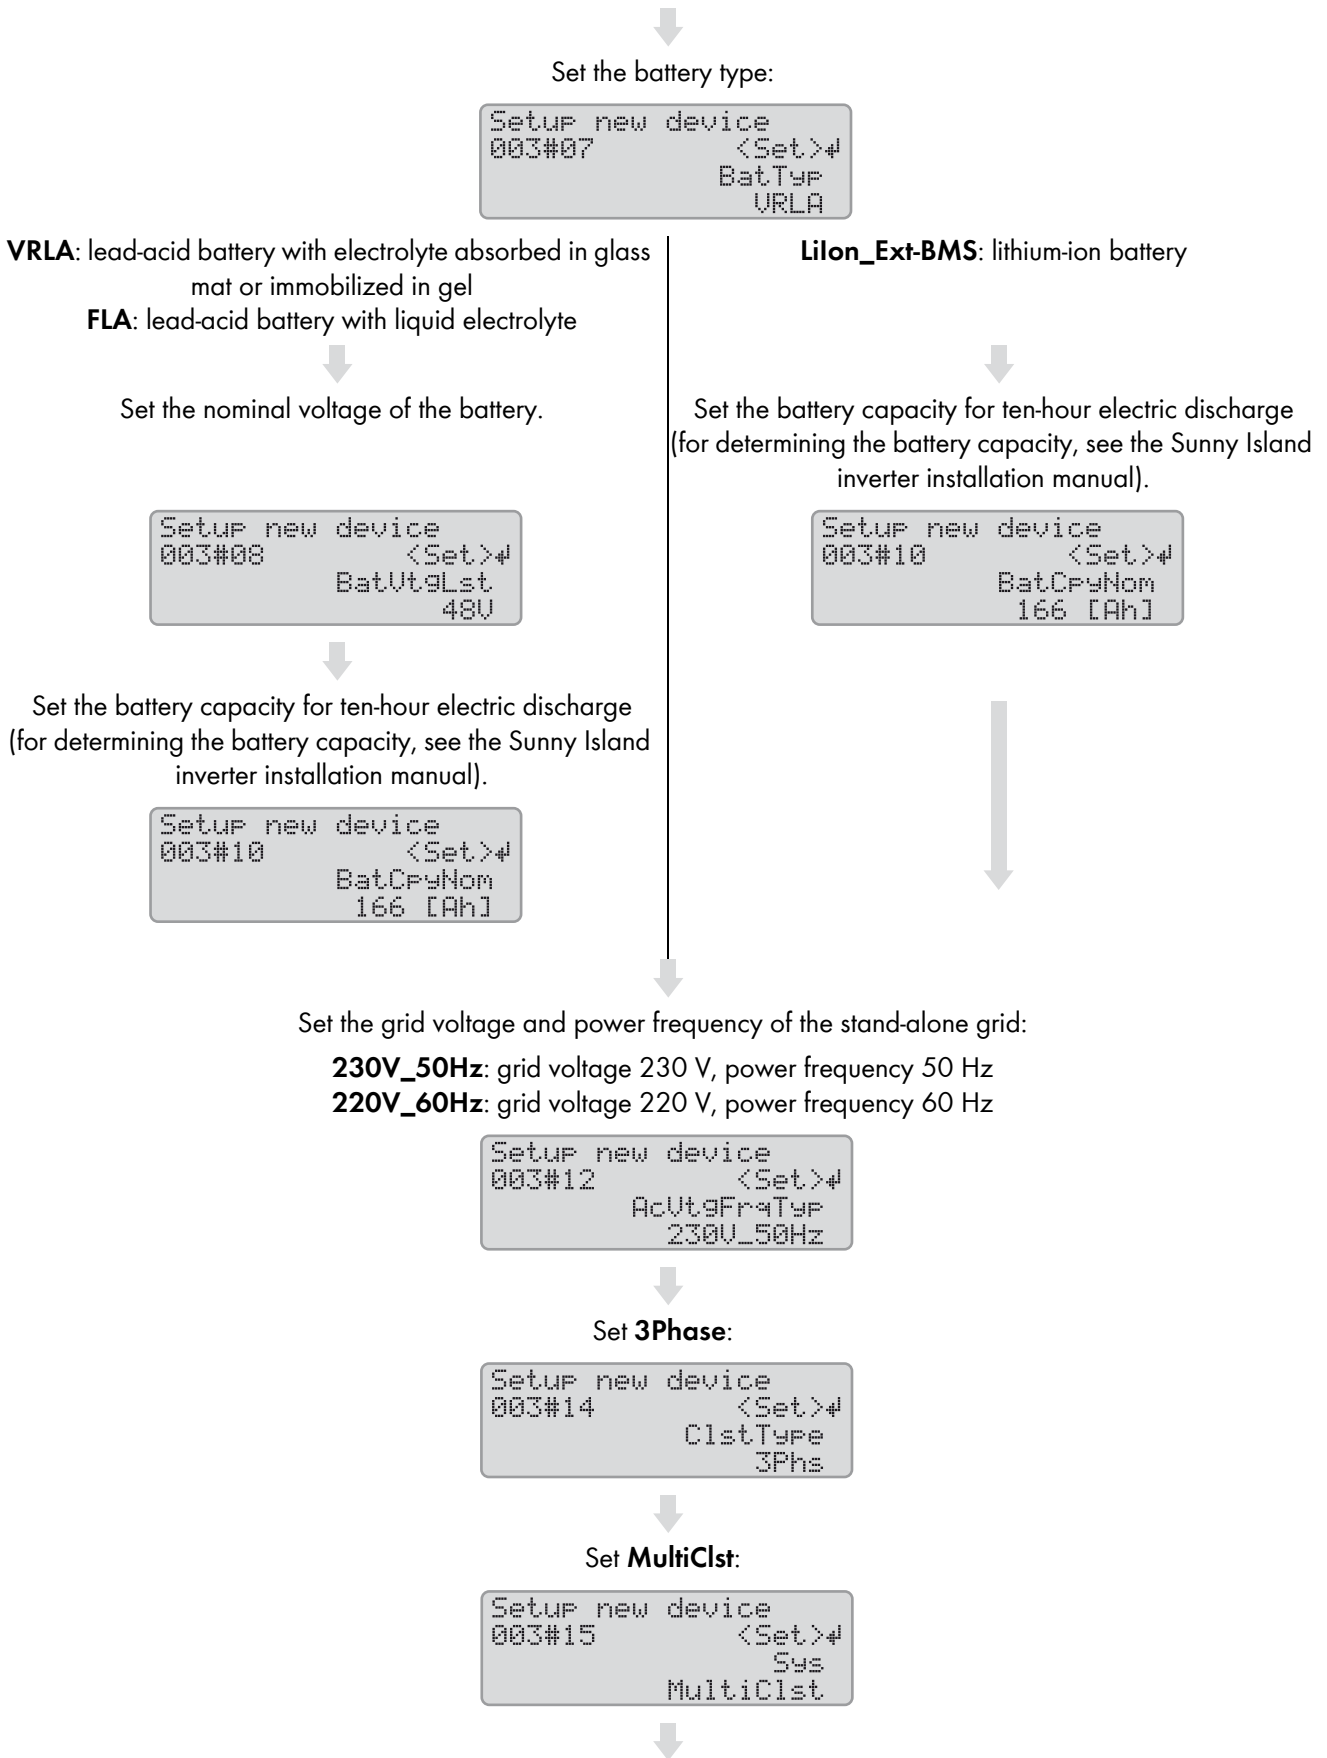 Set the battery type:
Setup new device
003#07 <Set>↵
BatTyp
VRLA
VRLA: lead-acid battery with electrolyte absorbed in glass
mat or immobilized in gel
FLA: lead-acid battery with liquid electrolyte
Set the nominal voltage of the battery.
Setup new device
003#08 <Set>↵
BatVtgLst
48V
Set the battery capacity for ten-hour electric discharge
(for determining the battery capacity, see the Sunny Island
inverter installation manual).
Setup new device
003#10 <Set>↵
BatCpyNom
166 [Ah]
LiIon_Ext-BMS: lithium-ion battery
Set the battery capacity for ten-hour electric discharge
(for determining the battery capacity, see the Sunny Island
inverter installation manual).
Setup new device
003#10 <Set>↵
BatCpyNom
166 [Ah]
Set the grid voltage and power frequency of the stand-alone grid:
230V_50Hz: grid voltage 230 V, power frequency 50 Hz
220V_60Hz: grid voltage 220 V, power frequency 60 Hz
Setup new device
003#12 <Set>↵
AcVtgFrqTyp
230V_50Hz
Set 3Phase:
Setup new device
003#14 <Set>↵
ClstType
3Phs
Set MultiClst:
Setup new device
003#15 <Set>↵
Sys
MultiClst